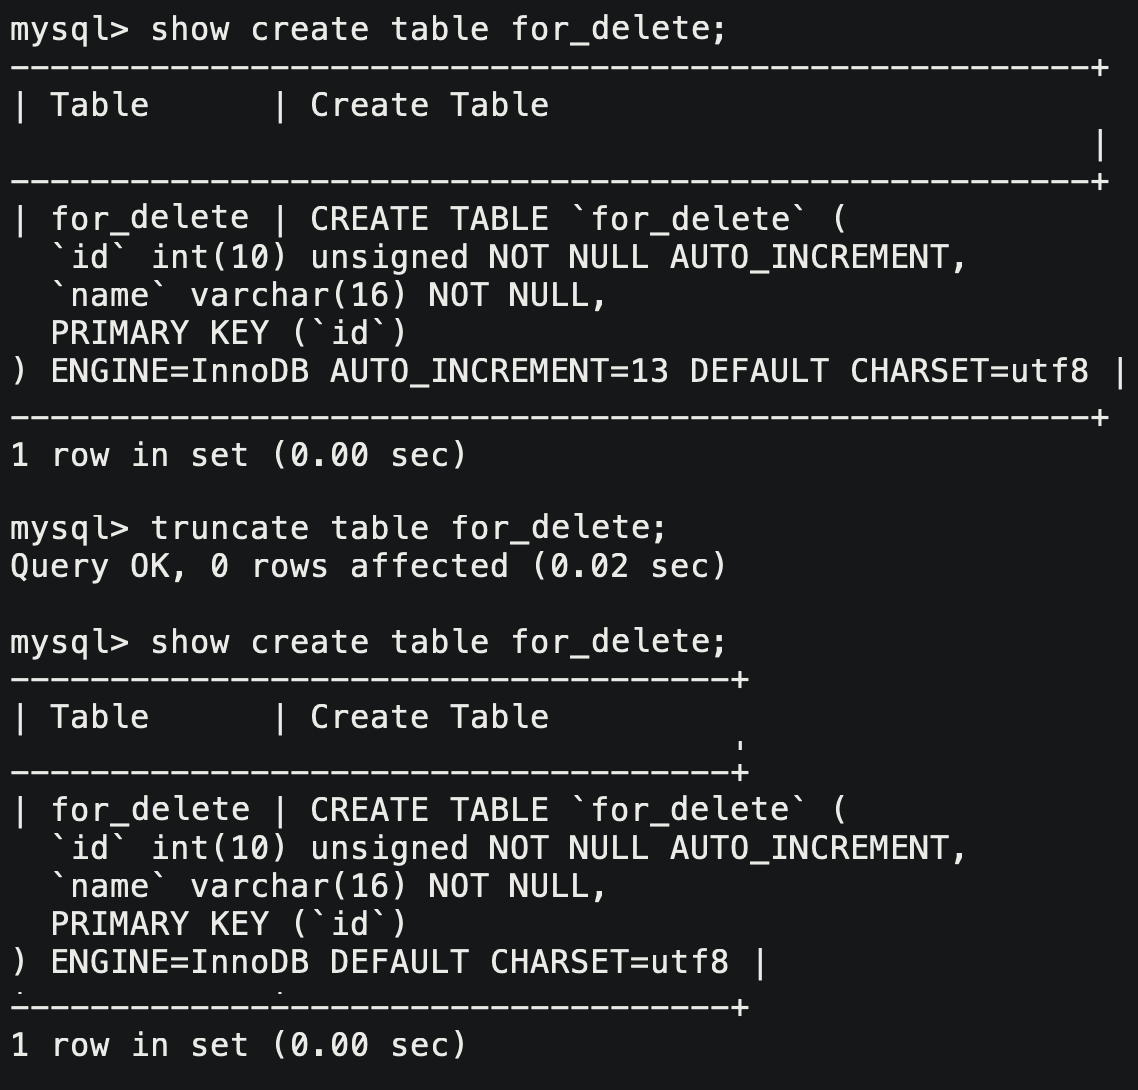 mysql> show create table for_delete;
------------------------------------------------------+
| Table      | Create Table
                                                      |
------------------------------------------------------+
| for_delete | CREATE TABLE `for_delete` (
  `id` int(10) unsigned NOT NULL AUTO_INCREMENT,
  `name` varchar(16) NOT NULL,
  PRIMARY KEY (`id`)
) ENGINE=InnoDB AUTO_INCREMENT=13 DEFAULT CHARSET=utf8 |
------------------------------------------------------+
1 row in set (0.00 sec)
mysql> truncate table for_delete;
Query OK, 0 rows affected (0.02 sec)
mysql> show create table for_delete;
------------------------------------+
| Table      | Create Table
------------------------------------+
| for_delete | CREATE TABLE `for_delete` (
  `id` int(10) unsigned NOT NULL AUTO_INCREMENT,
  `name` varchar(16) NOT NULL,
  PRIMARY KEY (`id`)
) ENGINE=InnoDB DEFAULT CHARSET=utf8 |
------------------------------------+
1 row in set (0.00 sec)